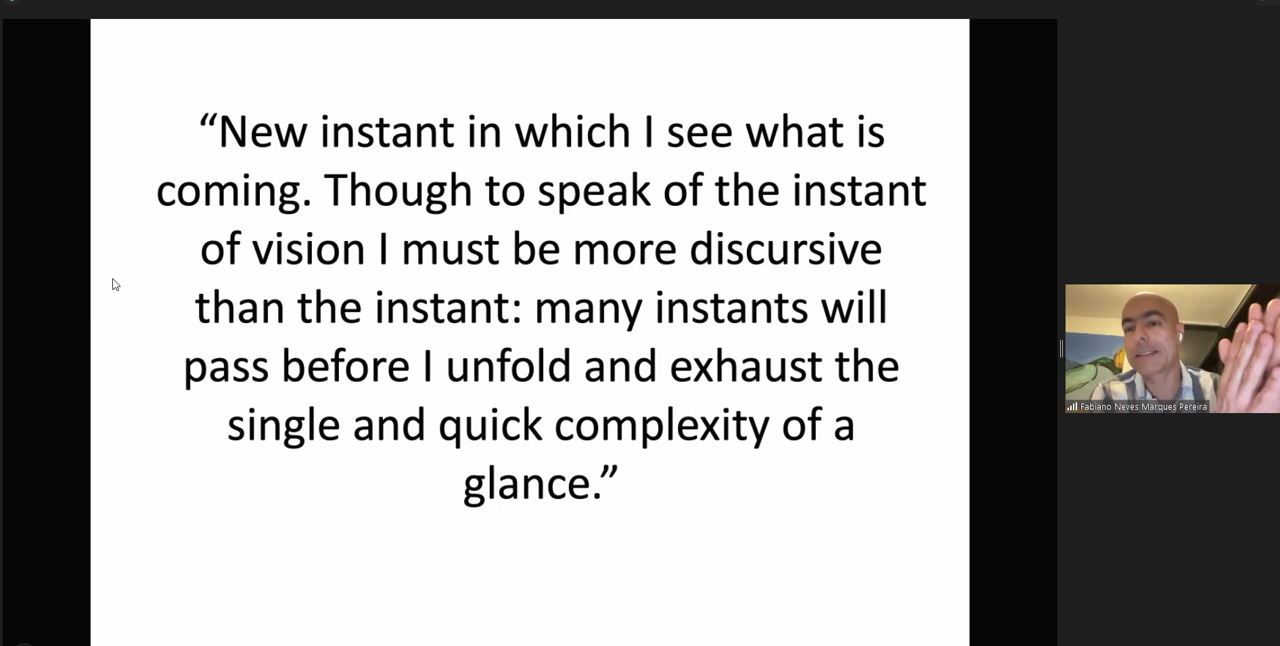 “New instant in which I see what is
coming. Though to speak of the instant
of vision I must be more discursive
than the instant: many instants will
pass before I unfold and exhaust the
single and quick complexity of a
glance.”
Fabiano Neves Marques Pereira